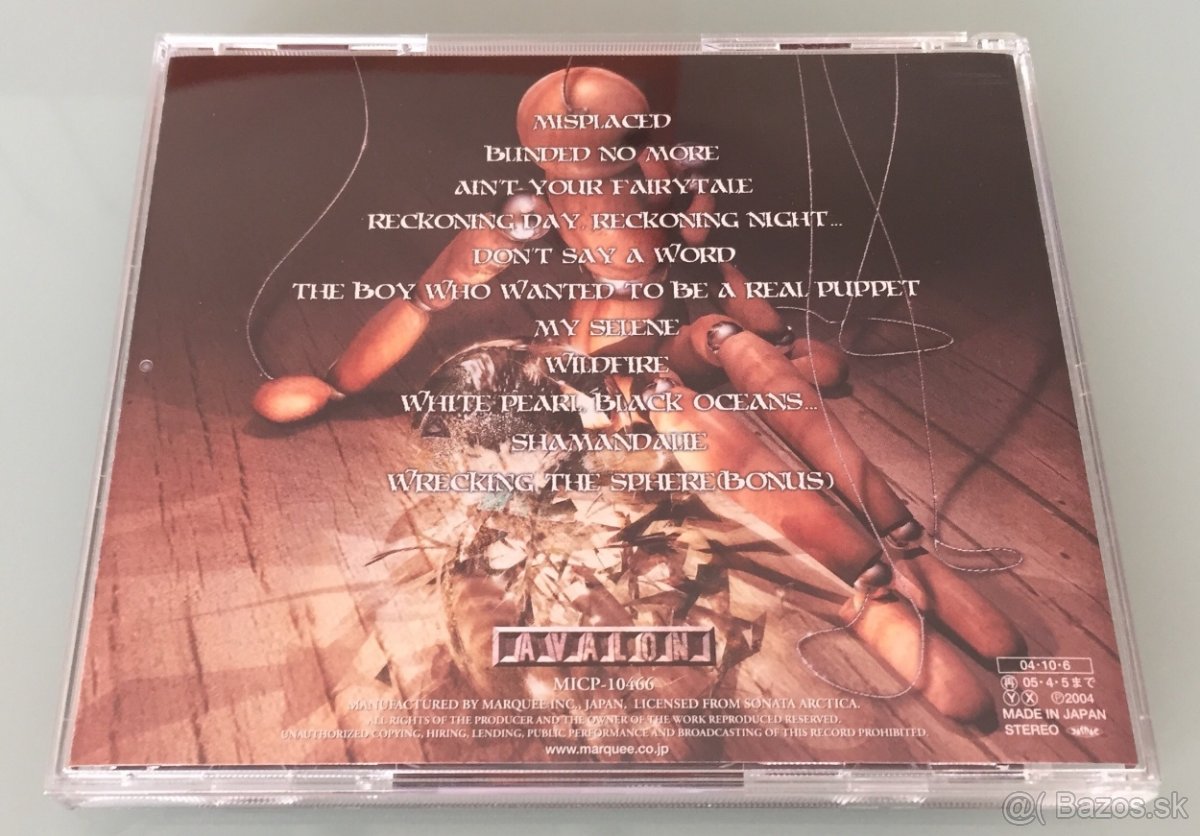 MISPLACED
BLINDED NO MORE
AIN'T YOUR FAIRYTALE
RECKONING DAY, RECKONING NIGHT...
DON'T SAY A WORD
THE BOY WHO WANTED TO BE A REAL PUPPET
MY SELENE
WILDFIRE
WHITE PEARL, BLACK OCEANS...
SHAMANDALIE
WRECKING THE SPHERE(BONUS)
AVALON
MICP-10466
MANUFACTURED BY MARQUEE INC., JAPAN. LICENSED FROM SONATA ARCTICA.
ALL RIGHTS OF THE PRODUCER AND THE OWNER OF THE WORK REPRODUCED RESERVED.
UNAUTHORIZED COPYING, HIRING, LENDING, PUBLIC PERFORMANCE AND BROADCASTING OF THIS RECORD PROHIBITED.
www.marquee.co.jp
04·10·6
再 05·4·5まで
Ⓨ Ⓧ ℗2004
MADE IN JAPAN
STEREO
@( Bazos.sk